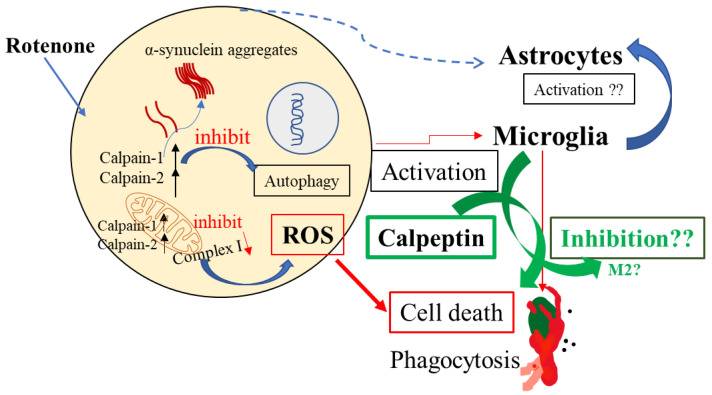 Rotenone
α-synuclein aggregates
Astrocytes
Activation ??
inhibit
Microglia
Calpain-1
Calpain-2
Autophagy
Activation
Calpain-1
Calpain-2
inhibit
Complex I
ROS
Calpeptin
Inhibition??
M2?
Cell death
Phagocytosis